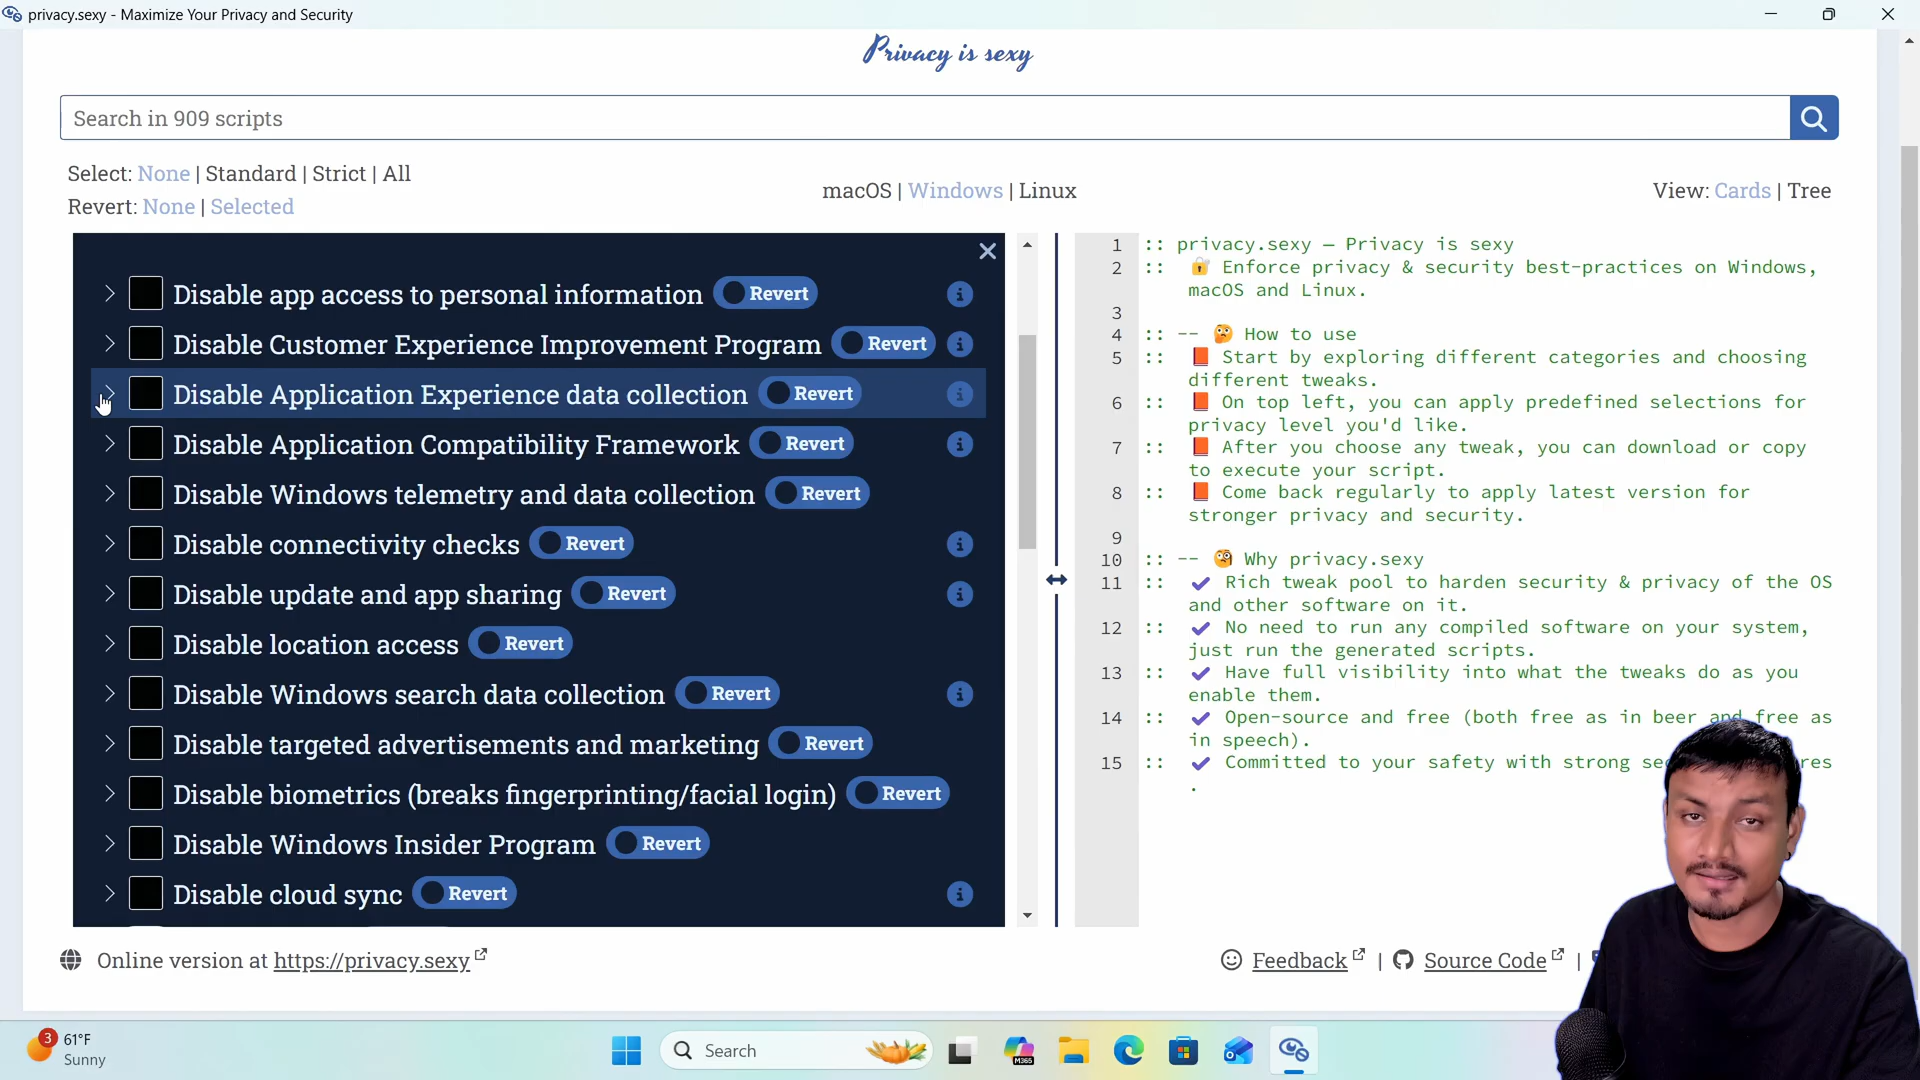 privacy.sexy - Maximize Your Privacy and Security
Privacy is sexy
Search in 909 scripts
Select: None | Standard | Strict | All
Revert: None | Selected
macOS | Windows | Linux
View: Cards | Tree
Disable app access to personal information Revert
Disable Customer Experience Improvement Program Revert
Disable Application Experience data collection Revert
Disable Application Compatibility Framework Revert
Disable Windows telemetry and data collection Revert
Disable connectivity checks Revert
Disable update and app sharing Revert
Disable location access Revert
Disable Windows search data collection Revert
Disable targeted advertisements and marketing Revert
Disable biometrics (breaks fingerprinting/facial login) Revert
Disable Windows Insider Program Revert
Disable cloud sync Revert
1 :: privacy.sexy — Privacy is sexy
2 :: 🔐 Enforce privacy & security best-practices on Windows,
macOS and Linux.
3
4 :: -- 🤔 How to use
5 :: 📕 Start by exploring different categories and choosing
different tweaks.
6 :: 📕 On top left, you can apply predefined selections for
privacy level you'd like.
7 :: 📕 After you choose any tweak, you can download or copy
to execute your script.
8 :: 📕 Come back regularly to apply latest version for
stronger privacy and security.
9
10 :: -- 🧐 Why privacy.sexy
11 :: ✔ Rich tweak pool to harden security & privacy of the OS
and other software on it.
12 :: ✔ No need to run any compiled software on your system,
just run the generated scripts.
13 :: ✔ Have full visibility into what the tweaks do as you
enable them.
14 :: ✔ Open-source and free (both free as in beer and free as
in speech).
15 :: ✔ Committed to your safety with strong
.
Online version at https://privacy.sexy
Feedback | Source Code |
3
61°F
Sunny
Search
M365